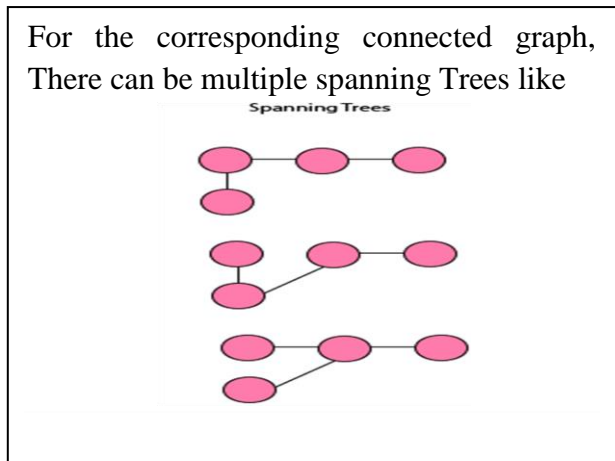 For the corresponding connected graph,
There can be multiple spanning Trees like
Spanning Trees